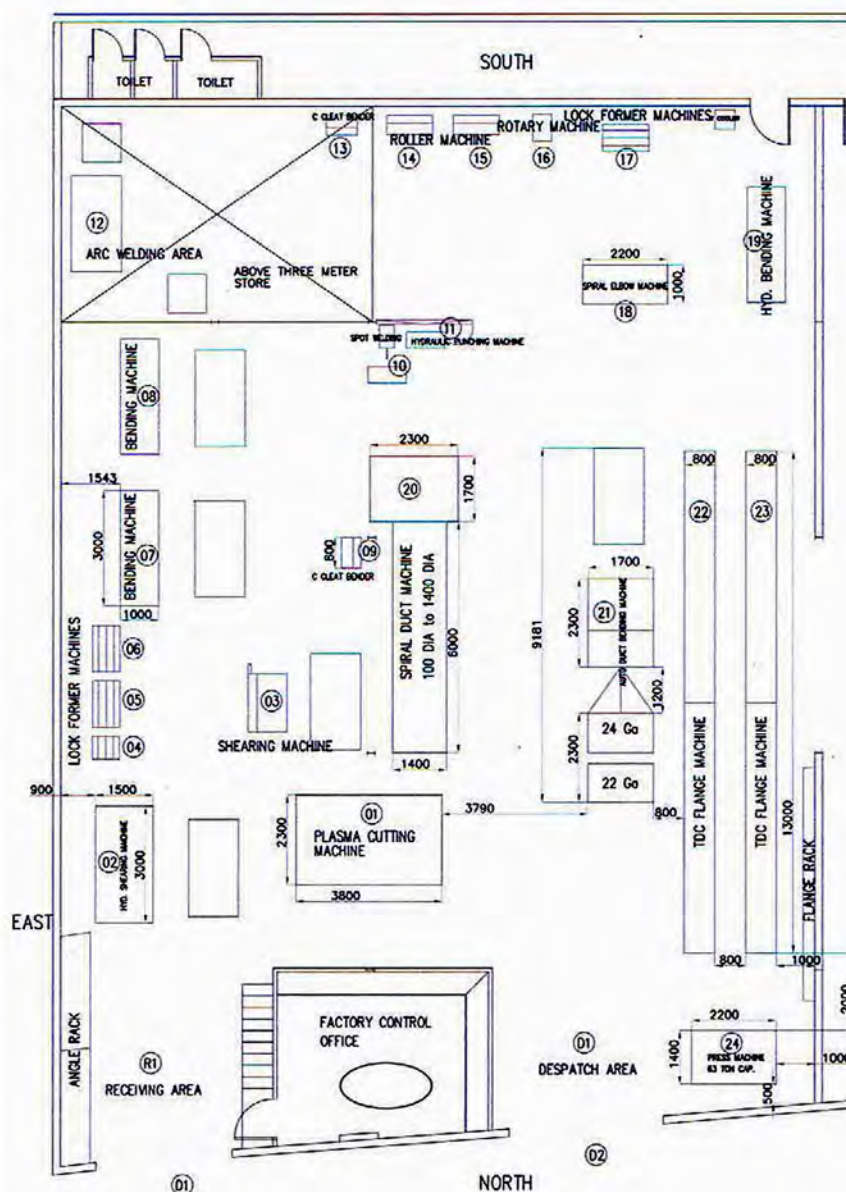 SOUTH
TOILET
TOILET
C CLEAT BENDER
13
14
ROLLER MACHINE
15
ROTARY MACHINE
16
LOCK FORMER MACHINES
17
COOLER
12
ARC WELDING AREA
ABOVE THREE METER
STORE
19
HYD. BENDING MACHINE
2200
SPIRAL ELBOW MACHINE
1000
18
11
SPOT WELDING
HYDRAULIC PUNCHING MACHINE
10
BENDING MACHINE
08
2300
20
1700
1543
3000
BENDING MACHINE
07
1000
800
09
C CLEAT BENDER
SPIRAL DUCT MACHINE
100 DIA to 1400 DIA
6000
1400
9181
1700
21
2300
AUTO DUCT BENDING MACHINE
1200
2300
24 Ga
22 Ga
800
22
800
23
TDC FLANGE MACHINE
TDC FLANGE MACHINE
13000
LOCK FORMER MACHINES
06
05
04
03
SHEARING MACHINE
900
1500
02
HYD. SHEARING MACHINE
3000
01
PLASMA CUTTING
MACHINE
2300
3800
3790
800
FLANGE RACK
EAST
800
1000
ANGLE RACK
R1
RECEIVING AREA
FACTORY CONTROL
OFFICE
D1
DESPATCH AREA
2200
1400
24
PRESS MACHINE
63 TON CAP.
1000
500
D1
D2
NORTH